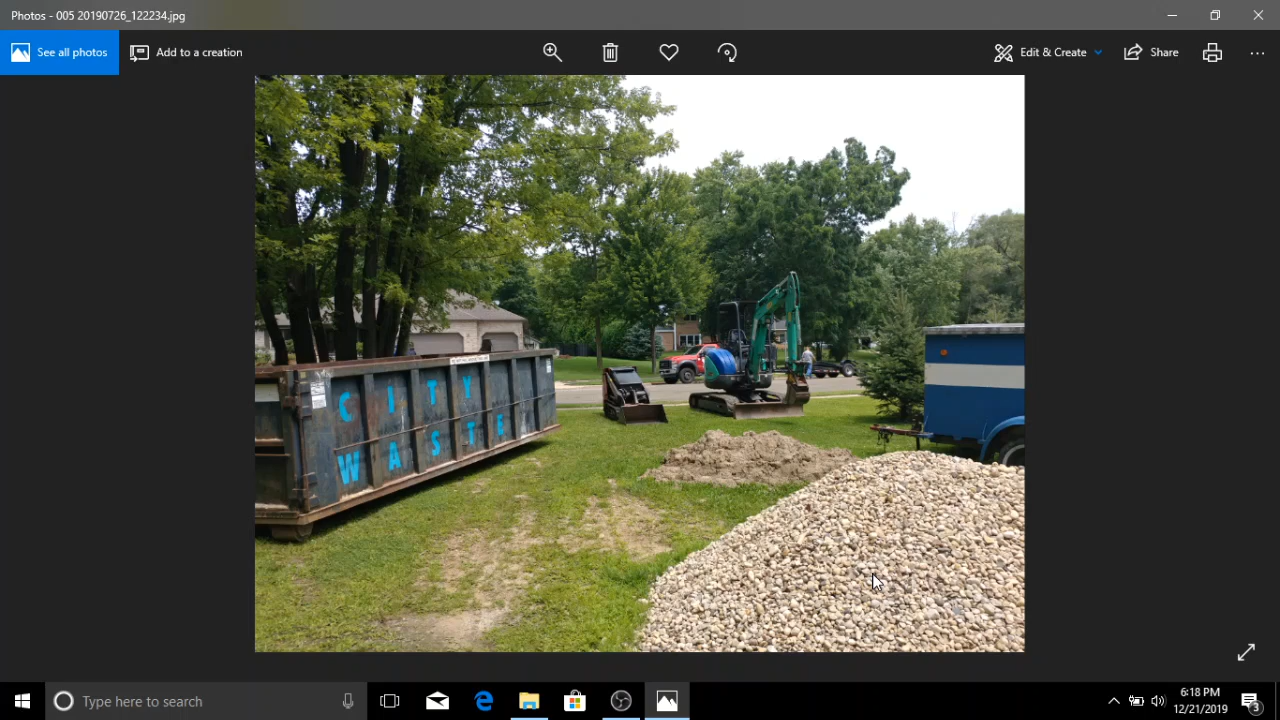 Photos - 005 20190726_122234.jpg
See all photos
Add to a creation
Edit & Create
Share
CITY
WASTE
Type here to search
6:18 PM
12/21/2019
3